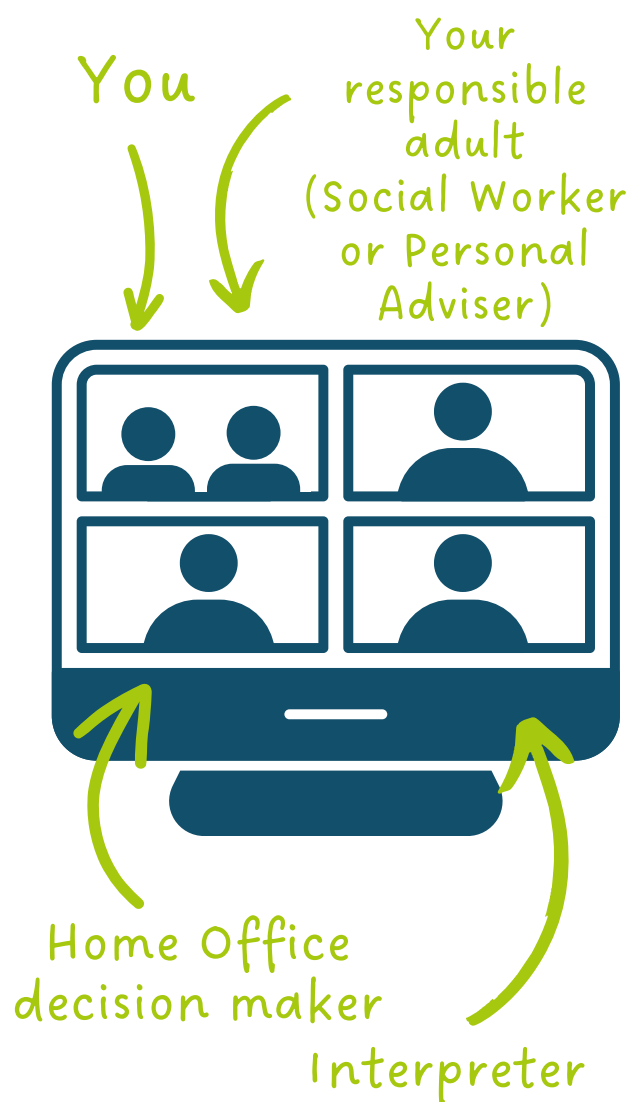 You
Your
responsible
adult
(Social Worker
or Personal
Adviser)
Home Office
decision maker
Interpreter